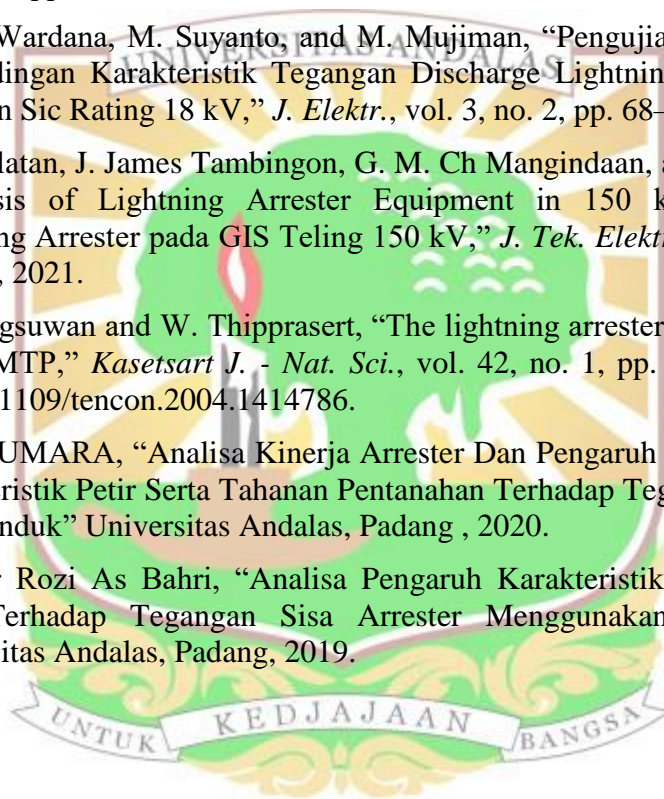 Wardana, M. Suyanto, and M. Mujiman, “Pengujia
dingan Karakteristik Tegangan Discharge Lightnin
n Sic Rating 18 kV,” J. Elektr., vol. 3, no. 2, pp. 68–
latan, J. James Tambingon, G. M. Ch Mangindaan, a
sis of Lightning Arrester Equipment in 150 k
ng Arrester pada GIS Teling 150 kV,” J. Tek. Elektr
, 2021.
gsuwan and W. Thipprasert, “The lightning arrester
MTP,” Kasetsart J. - Nat. Sci., vol. 42, no. 1, pp.
1109/tencon.2004.1414786.
UMARA, “Analisa Kinerja Arrester Dan Pengaruh
eristik Petir Serta Tahanan Pentanahan Terhadap Teg
nduk” Universitas Andalas, Padang , 2020.
r Rozi As Bahri, “Analisa Pengaruh Karakteristik
Terhadap Tegangan Sisa Arrester Menggunakan
itas Andalas, Padang, 2019.
UNIVERSITAS ANDALAS
UNTUK KEDJAJAAN BANGSA